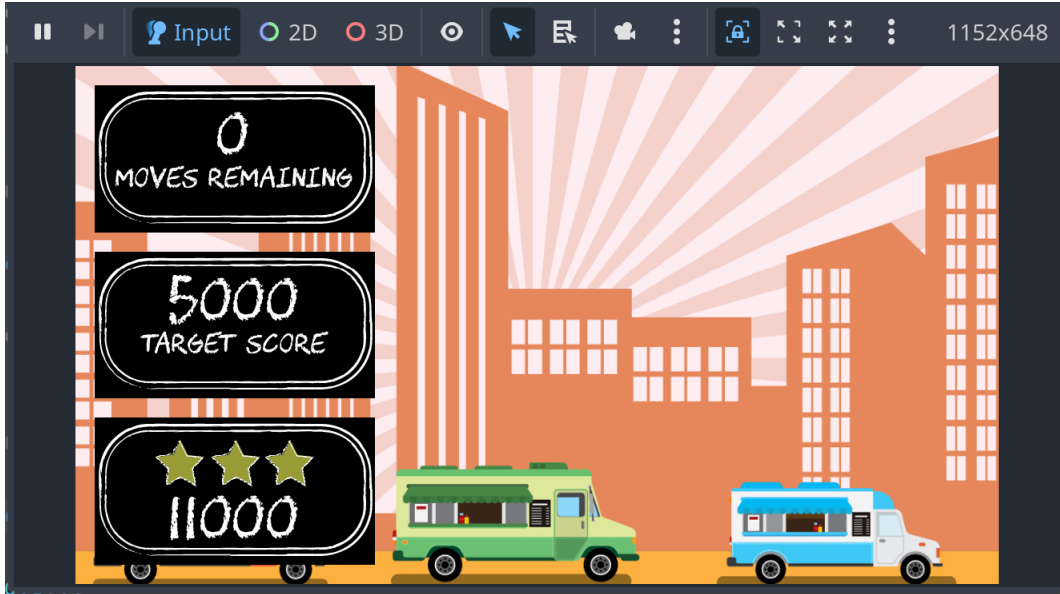 Input
2D
3D
1152x648
0
MOVES REMAINING
5000
TARGET SCORE
11000